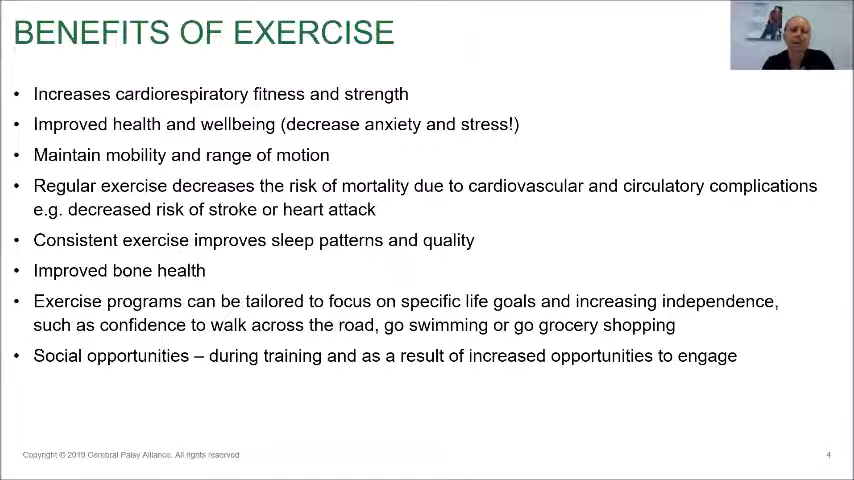 BENEFITS OF EXERCISE
• Increases cardiorespiratory fitness and strength
• Improved health and wellbeing (decrease anxiety and stress!)
• Maintain mobility and range of motion
• Regular exercise decreases the risk of mortality due to cardiovascular and circulatory complications
e.g. decreased risk of stroke or heart attack
• Consistent exercise improves sleep patterns and quality
• Improved bone health
• Exercise programs can be tailored to focus on specific life goals and increasing independence,
such as confidence to walk across the road, go swimming or go grocery shopping
• Social opportunities – during training and as a result of increased opportunities to engage
Copyright © 2019 Cerebral Palsy Alliance. All rights reserved
4